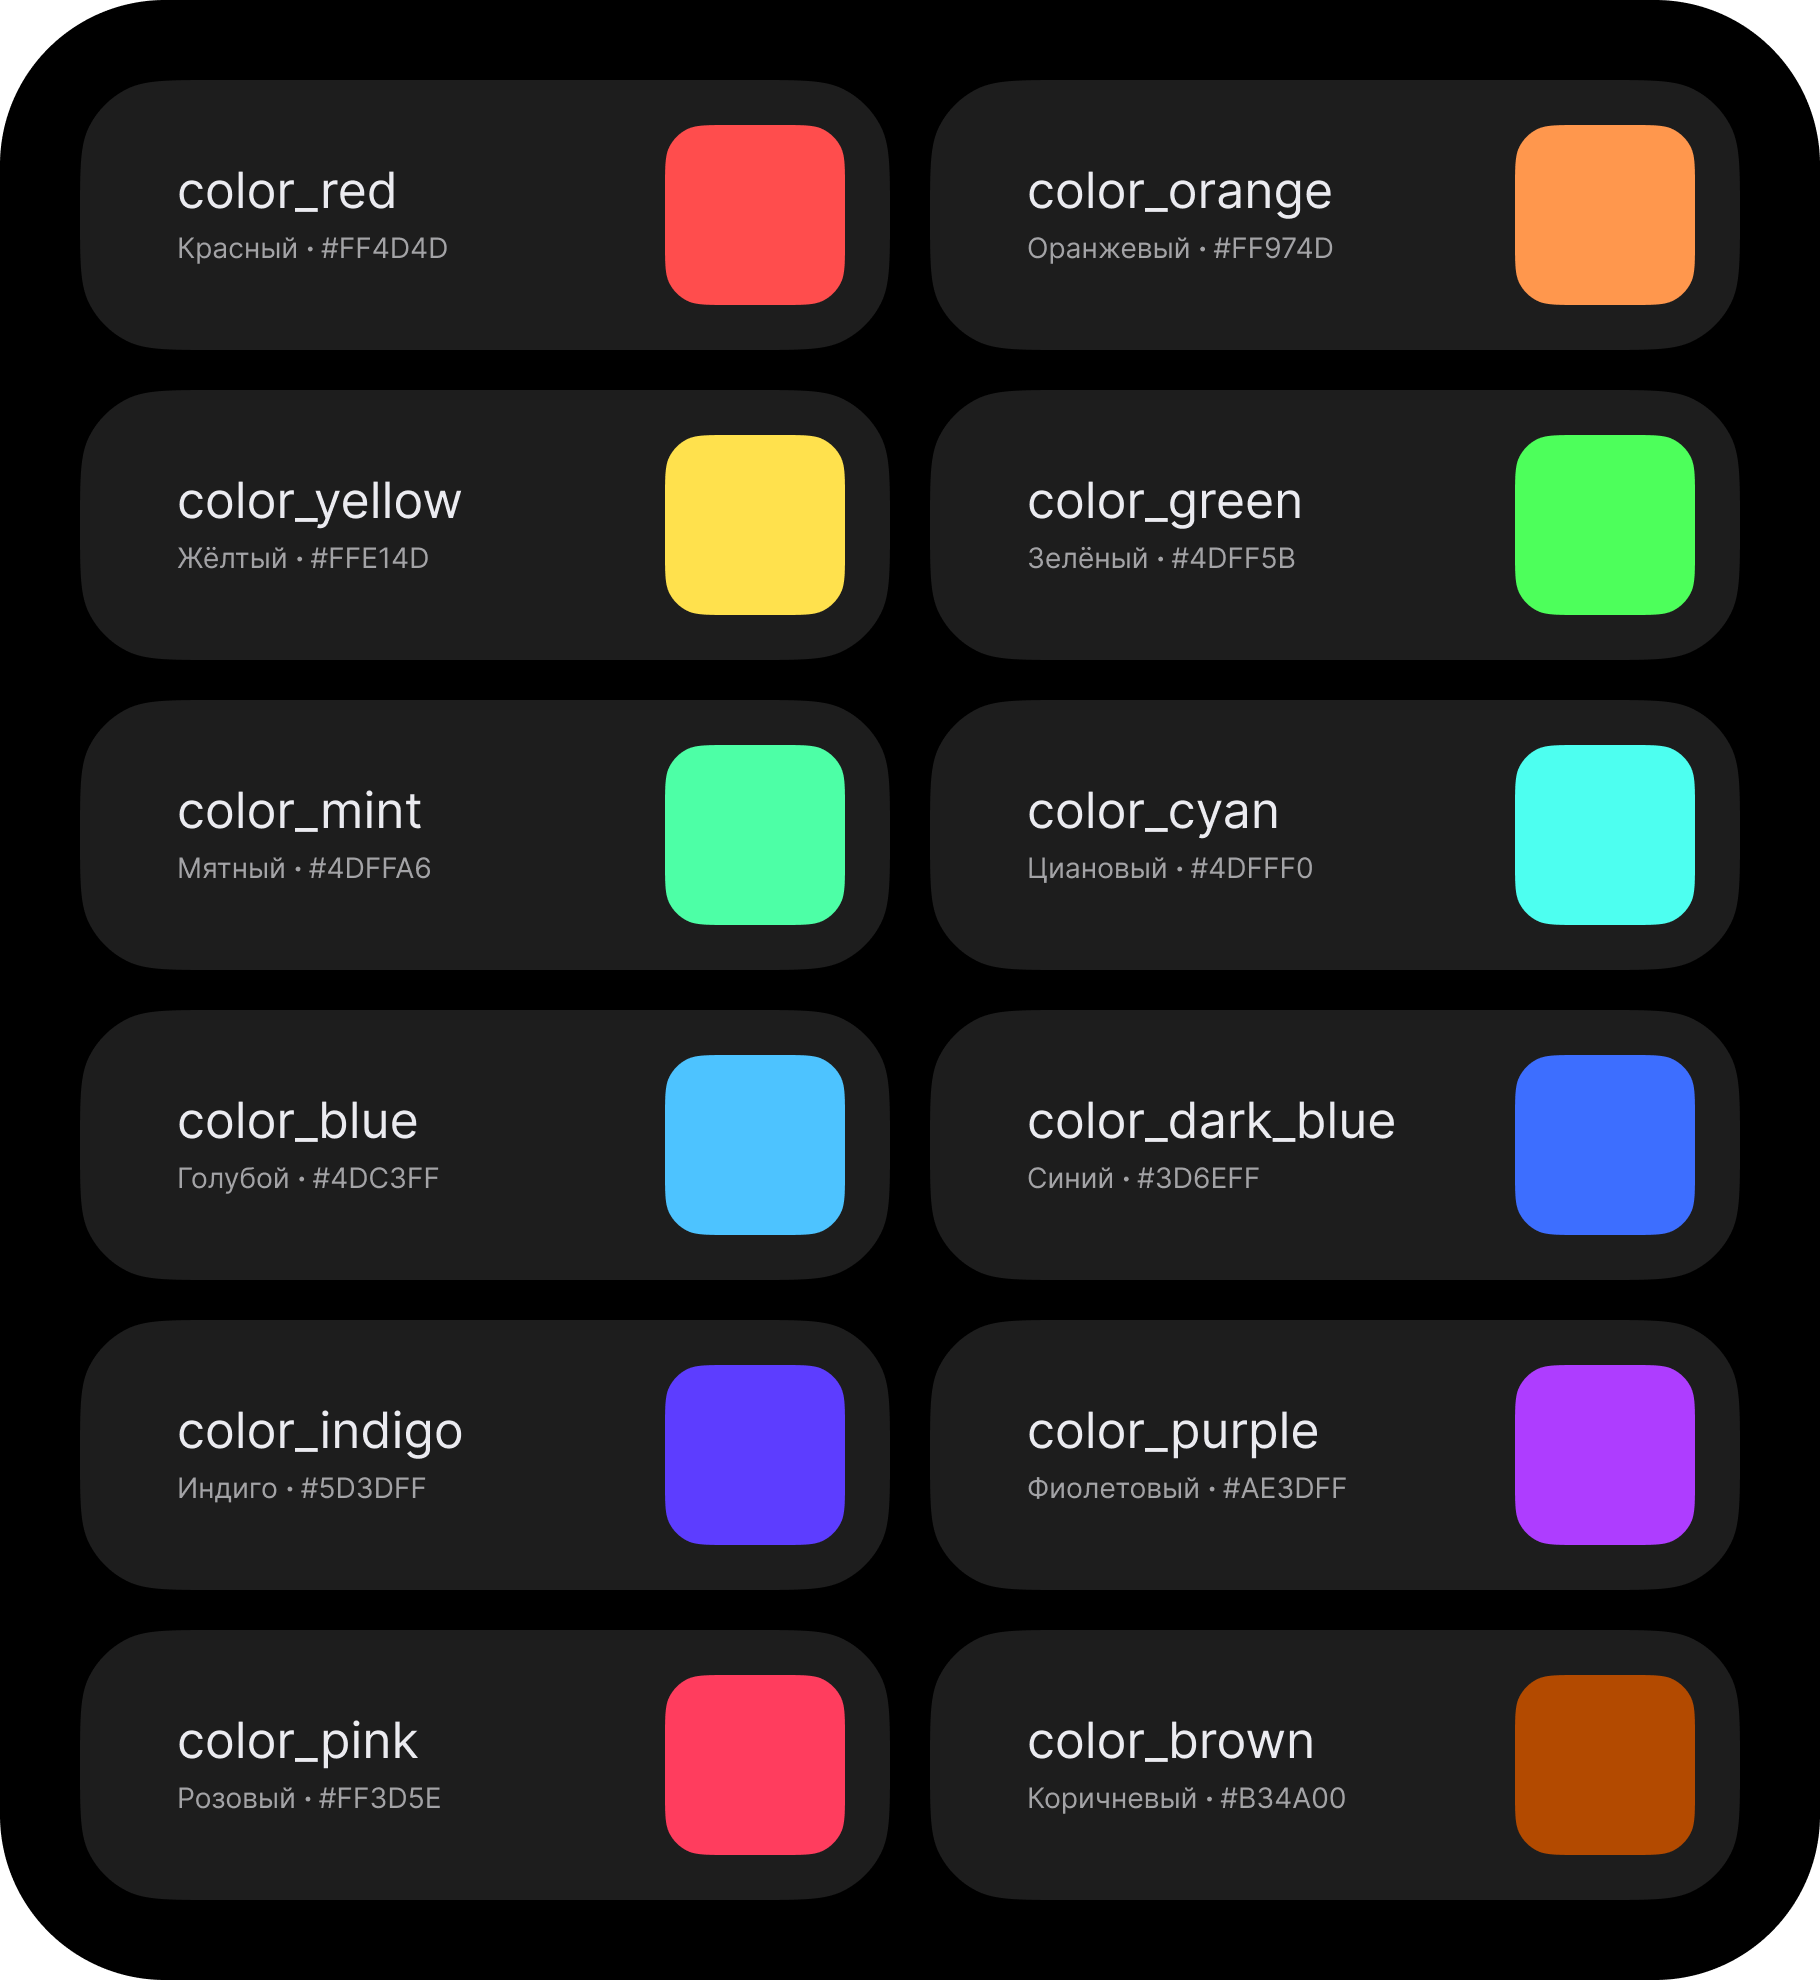 color_red
Красный • #FF4D4D
color_orange
Оранжевый • #FF974D
color_yellow
Жёлтый • #FFE14D
color_green
Зелёный • #4DFF5B
color_mint
Мятный • #4DFFA6
color_cyan
Циановый • #4DFFF0
color_blue
Голубой • #4DC3FF
color_dark_blue
Синий • #3D6EFF
color_indigo
Индиго • #5D3DFF
color_purple
Фиолетовый • #AE3DFF
color_pink
Розовый • #FF3D5E
color_brown
Коричневый • #B34A00